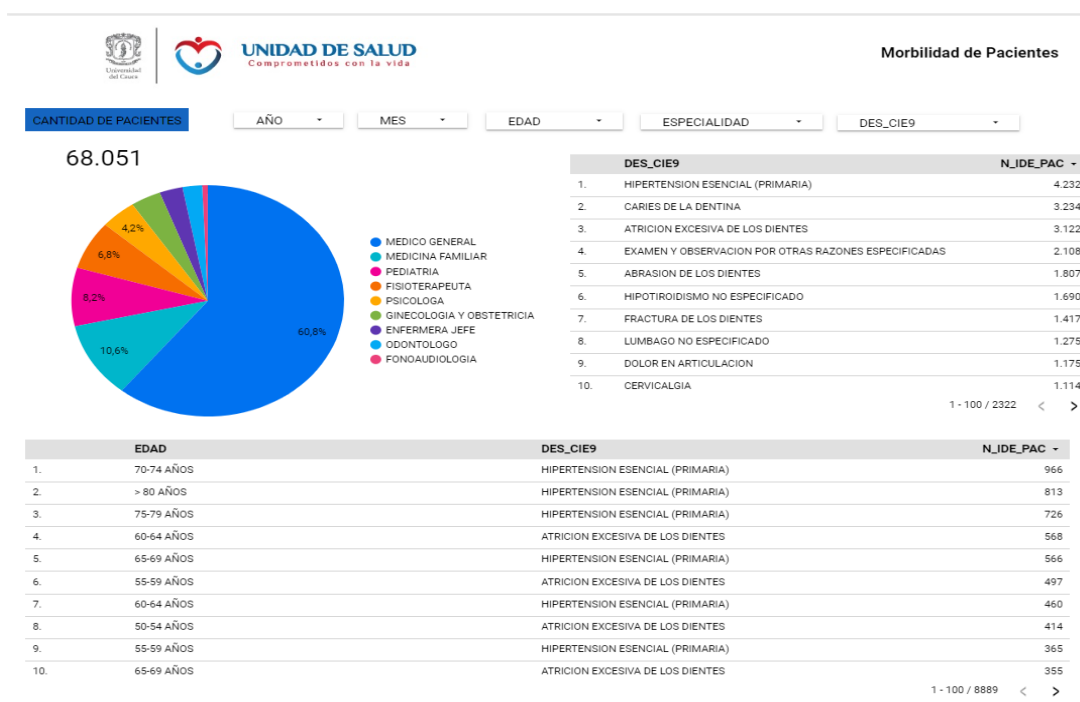 Universidad
del Cauca
UNIDAD DE SALUD
Comprometidos con la vida
Morbilidad de Pacientes
CANTIDAD DE PACIENTES
AÑO
MES
EDAD
ESPECIALIDAD
DES_CIE9
68.051
4,2%
6,8%
8,2%
10,6%
60,8%
MEDICO GENERAL
MEDICINA FAMILIAR
PEDIATRIA
FISIOTERAPEUTA
PSICOLOGA
GINECOLOGIA Y OBSTETRICIA
ENFERMERA JEFE
ODONTOLOGO
FONOAUDIOLOGIA
DES_CIE9 N_IDE_PAC
1. HIPERTENSION ESENCIAL (PRIMARIA) 4.232
2. CARIES DE LA DENTINA 3.234
3. ATRICION EXCESIVA DE LOS DIENTES 3.122
4. EXAMEN Y OBSERVACION POR OTRAS RAZONES ESPECIFICADAS 2.108
5. ABRASION DE LOS DIENTES 1.807
6. HIPOTIROIDISMO NO ESPECIFICADO 1.690
7. FRACTURA DE LOS DIENTES 1.417
8. LUMBAGO NO ESPECIFICADO 1.275
9. DOLOR EN ARTICULACION 1.175
10. CERVICALGIA 1.114
1 - 100 / 2322 < >
EDAD DES_CIE9 N_IDE_PAC
1. 70-74 AÑOS HIPERTENSION ESENCIAL (PRIMARIA) 966
2. > 80 AÑOS HIPERTENSION ESENCIAL (PRIMARIA) 813
3. 75-79 AÑOS HIPERTENSION ESENCIAL (PRIMARIA) 726
4. 60-64 AÑOS ATRICION EXCESIVA DE LOS DIENTES 568
5. 65-69 AÑOS HIPERTENSION ESENCIAL (PRIMARIA) 566
6. 55-59 AÑOS ATRICION EXCESIVA DE LOS DIENTES 497
7. 60-64 AÑOS HIPERTENSION ESENCIAL (PRIMARIA) 460
8. 50-54 AÑOS ATRICION EXCESIVA DE LOS DIENTES 414
9. 55-59 AÑOS HIPERTENSION ESENCIAL (PRIMARIA) 365
10. 65-69 AÑOS ATRICION EXCESIVA DE LOS DIENTES 355
1 - 100 / 8889 < >